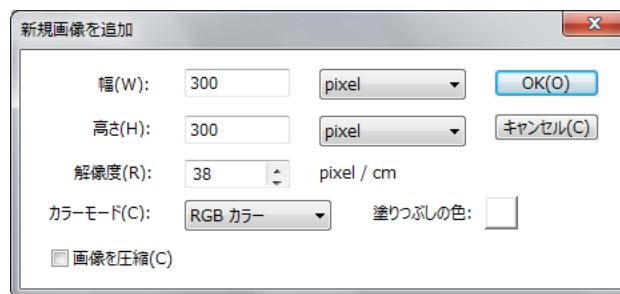 新規画像を追加
幅(W): 300 pixel OK(O)
高さ(H): 300 pixel キャンセル(C)
解像度(R): 38 pixel / cm
カラーモード(C): RGB カラー 塗りつぶしの色:
画像を圧縮(C)